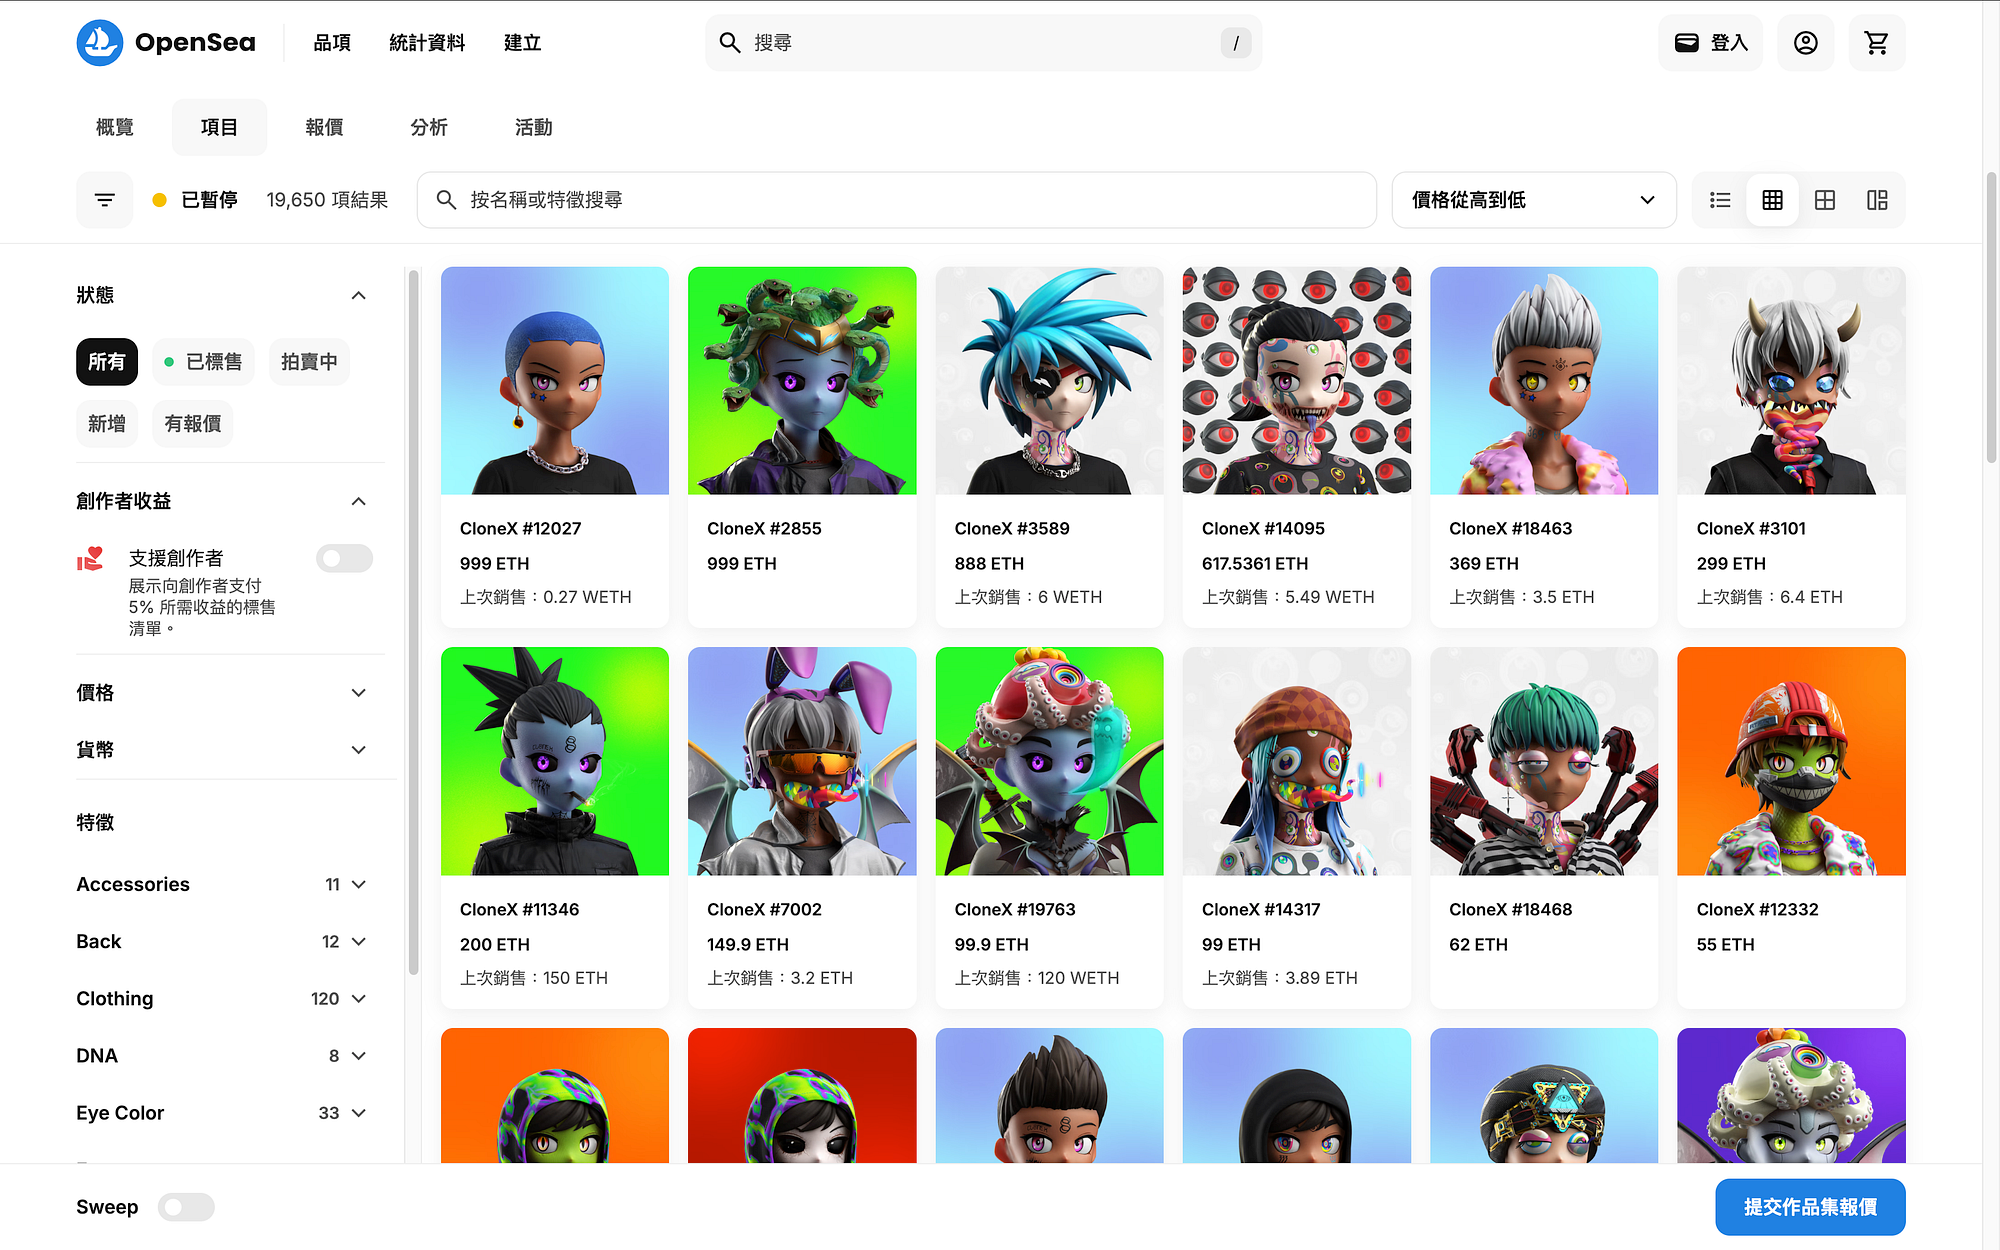 OpenSea
品項
統計資料
建立
搜尋
/
登入
概覽
項目
報價
分析
活動
已暫停
19,650 項結果
按名稱或特徵搜尋
價格從高到低
狀態
所有
已標售
拍賣中
新增
有報價
創作者收益
支援創作者
展示向創作者支付
5% 所需收益的標售
清單。
價格
貨幣
特徵
Accessories 11
Back 12
Clothing 120
DNA 8
Eye Color 33
CloneX #12027
999 ETH
上次銷售：0.27 WETH
CloneX #2855
999 ETH
CloneX #3589
888 ETH
上次銷售：6 WETH
CloneX #14095
617.5361 ETH
上次銷售：5.49 WETH
CloneX #18463
369 ETH
上次銷售：3.5 ETH
CloneX #3101
299 ETH
上次銷售：6.4 ETH
CloneX #11346
200 ETH
上次銷售：150 ETH
CloneX #7002
149.9 ETH
上次銷售：3.2 ETH
CloneX #19763
99.9 ETH
上次銷售：120 WETH
CloneX #14317
99 ETH
上次銷售：3.89 ETH
CloneX #18468
62 ETH
CloneX #12332
55 ETH
Sweep
提交作品集報價